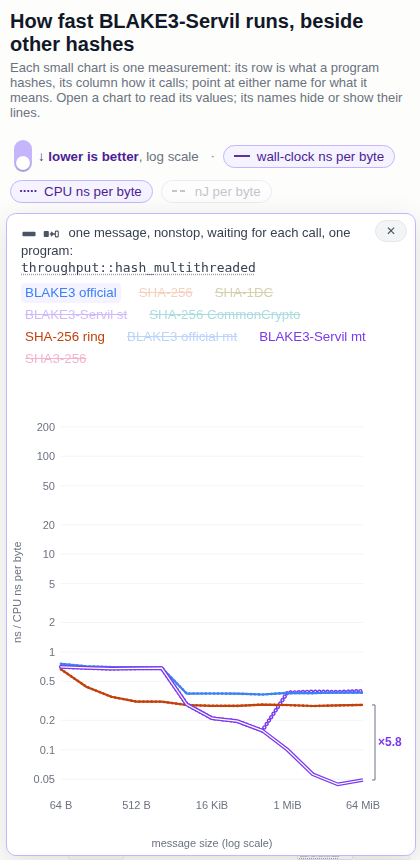 How fast BLAKE3-Servil runs, beside
other hashes
Each small chart is one measurement: its row is what a program
hashes, its column how it calls; point at either name for what it
means. Open a chart to read its values; its names hide or show their
lines.
↓ lower is better, log scale · wall-clock ns per byte
CPU ns per byte nJ per byte
one message, nonstop, waiting for each call, one ✕
program:
throughput::hash_multithreaded
BLAKE3 official SHA-256 SHA-1DC
BLAKE3-Servil st SHA-256 CommonCrypto
SHA-256 ring BLAKE3 official mt BLAKE3-Servil mt
SHA3-256
200
100
50
20
10
5
2
1
0.5
0.2
0.1
0.05
ns / CPU ns per byte
×5.8
64 B 512 B 16 KiB 1 MiB 64 MiB
message size (log scale)